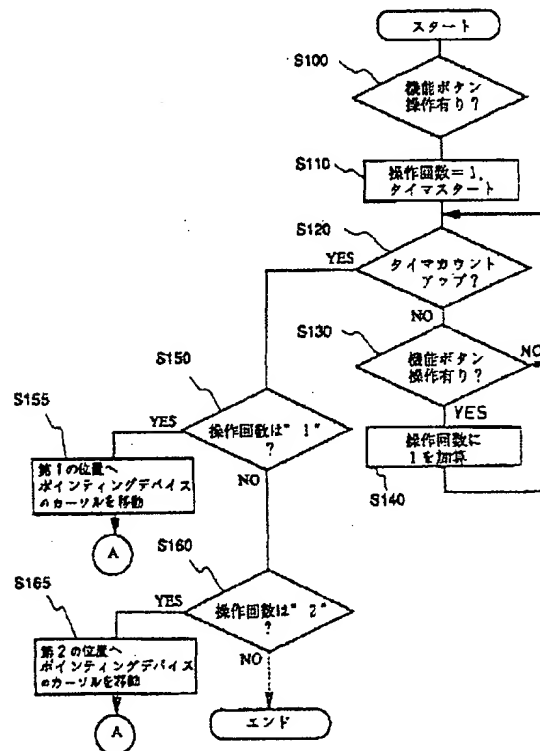 スタート
S100
機能ボタン
操作有り？
S110
操作回数＝1,
タイマスタート
S120
YES
タイマカウント
アップ？
NO
S130
機能ボタン
操作有り？
NO
YES
操作回数に
1を加算
S140
S150
操作回数は"1"
？
YES
NO
S155
第1の位置へ
ポインティングデバイス
のカーソルを移動
A
S160
操作回数は"2"
？
YES
NO
S165
第2の位置へ
ポインティングデバイス
のカーソルを移動
A
エンド